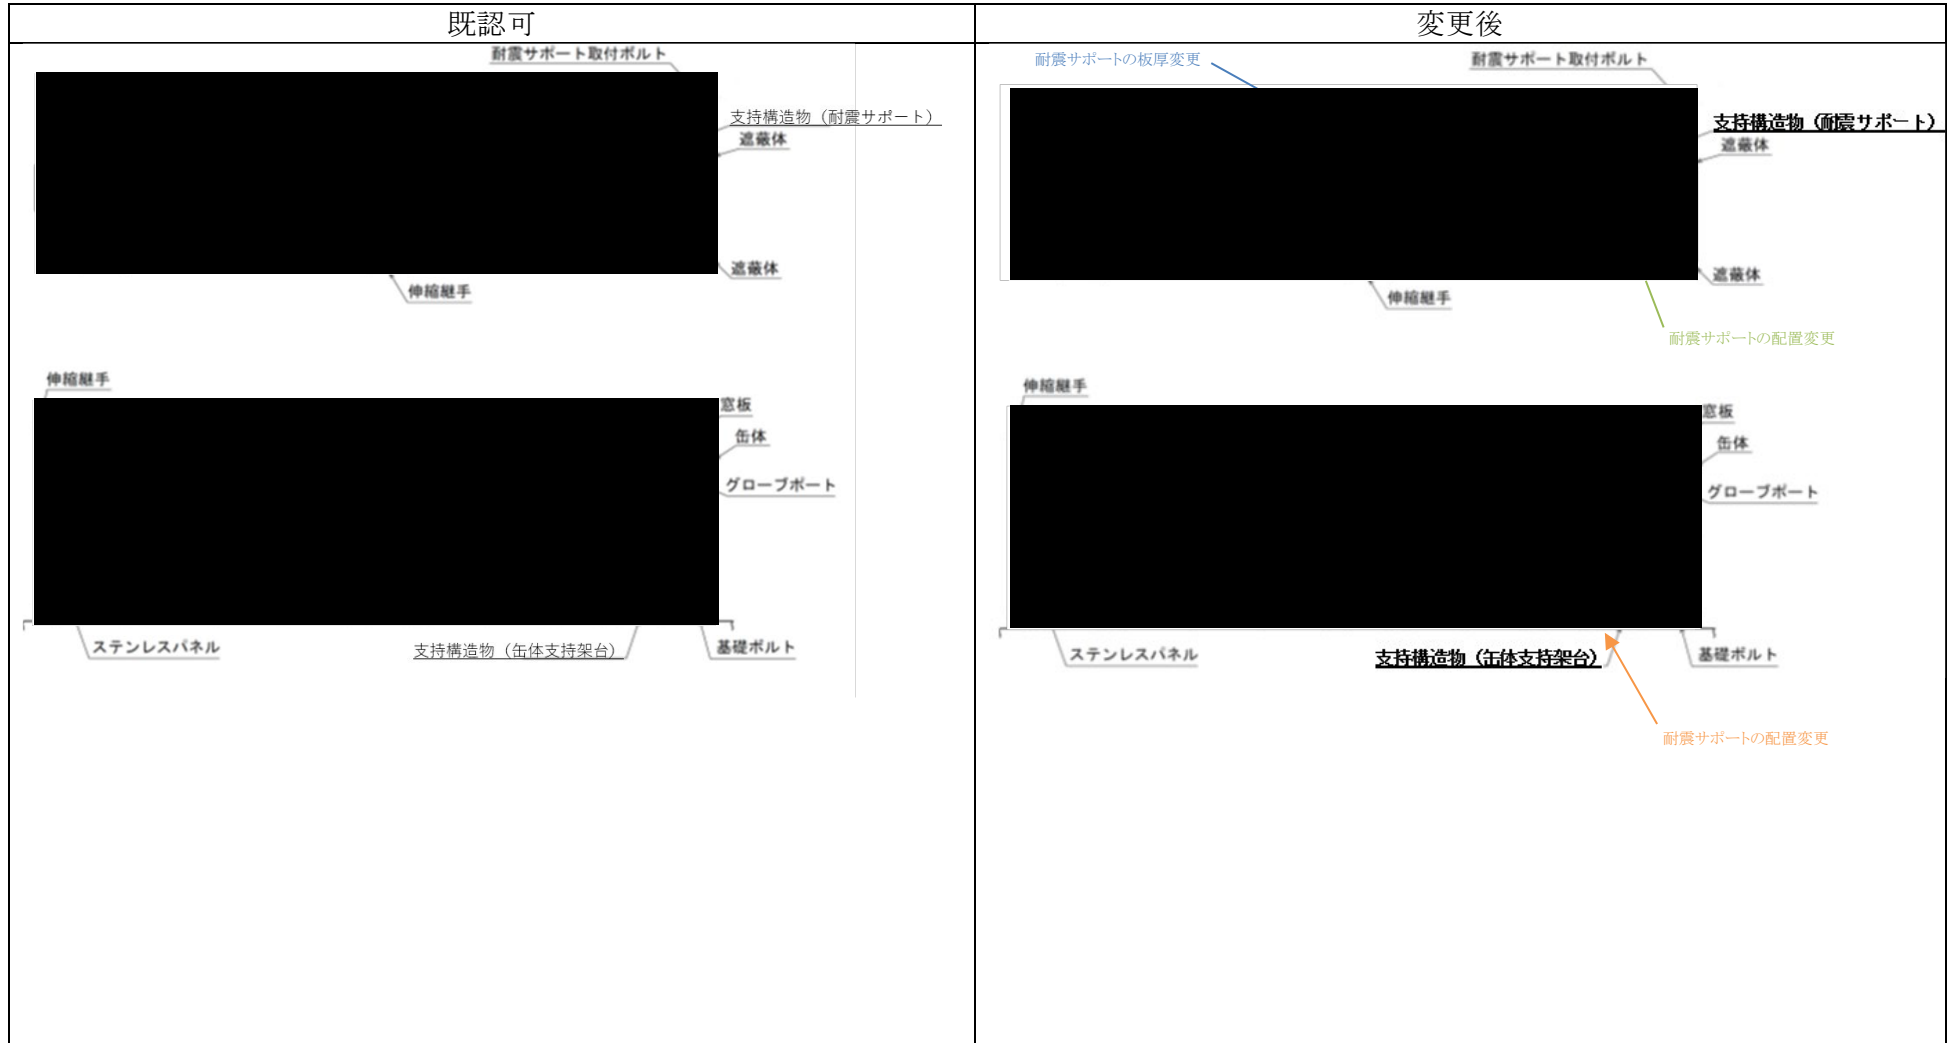 既認可
耐震サポート取付ボルト
支持構造物（耐震サポート）
遮蔽体
遮蔽体
伸縮継手
伸縮継手
窓板
缶体
グローブポート
ステンレスパネル
支持構造物（缶体支持架台）
基礎ボルト
変更後
耐震サポートの板厚変更
耐震サポート取付ボルト
支持構造物（耐震サポート）
遮蔽体
遮蔽体
伸縮継手
耐震サポートの配置変更
伸縮継手
窓板
缶体
グローブポート
ステンレスパネル
支持構造物（缶体支持架台）
基礎ボルト
耐震サポートの配置変更